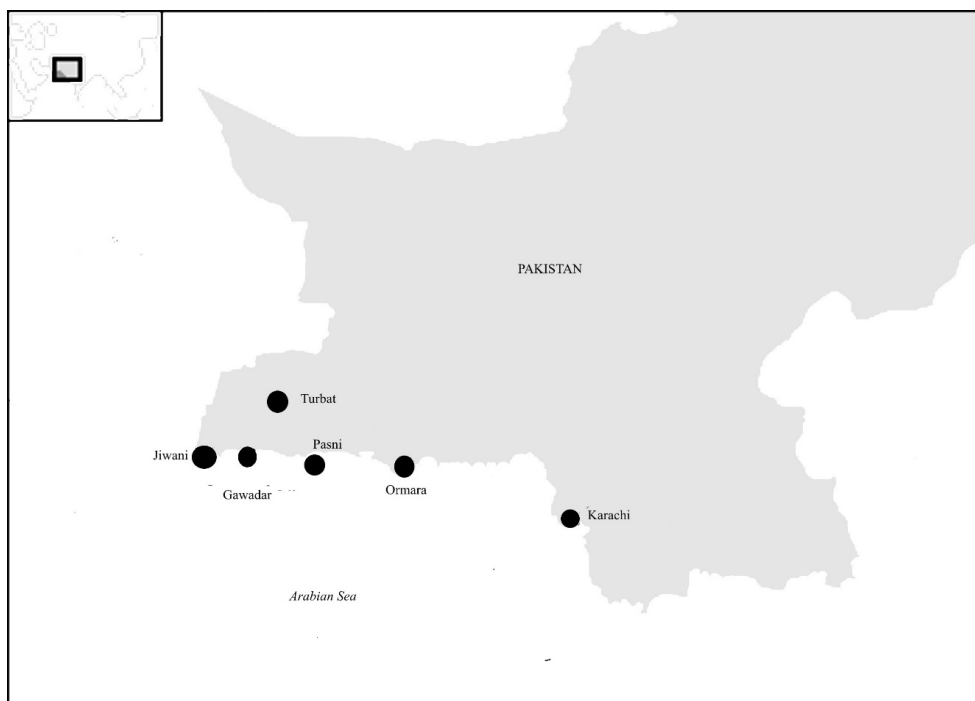 PAKISTAN
Turbat
Pasni
Jiwani
Gawadar
Ormara
Karachi
Arabian Sea